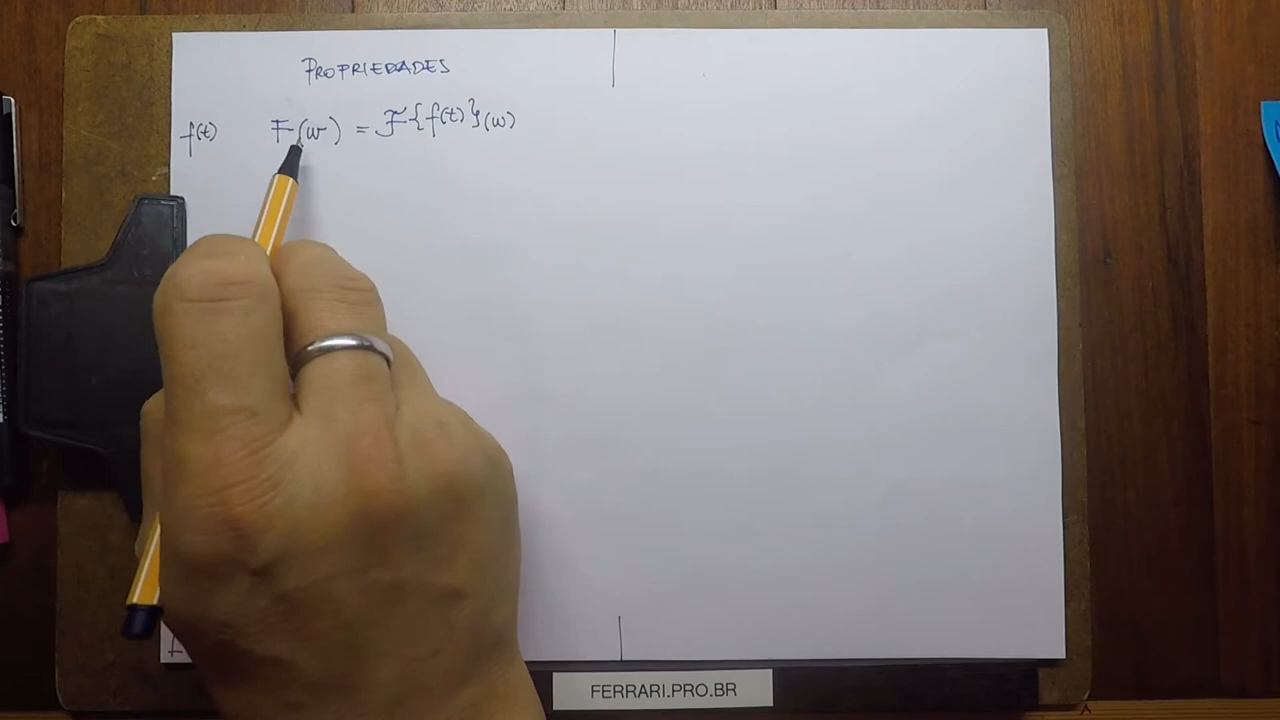 PROPRIEDADES
f(t) F(w) = F{f(t)}(w)
FERRARI.PRO.BR